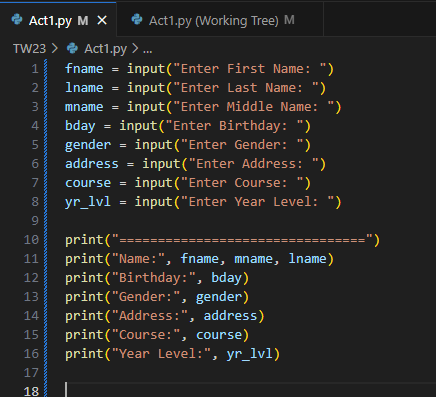 Act1.py M Act1.py (Working Tree) M
TW23 > Act1.py > ...
1 fname = input("Enter First Name: ")
2 lname = input("Enter Last Name: ")
3 mname = input("Enter Middle Name: ")
4 bday = input("Enter Birthday: ")
5 gender = input("Enter Gender: ")
6 address = input("Enter Address: ")
7 course = input("Enter Course: ")
8 yr_lvl = input("Enter Year Level: ")
9
10 print("================================")
11 print("Name:", fname, mname, lname)
12 print("Birthday:", bday)
13 print("Gender:", gender)
14 print("Address:", address)
15 print("Course:", course)
16 print("Year Level:", yr_lvl)
17
18